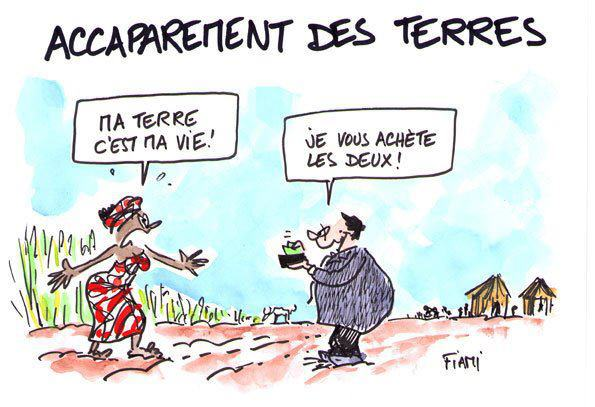 ACCAPAREMENT DES TERRES
MA TERRE
C'EST MA VIE!
JE VOUS ACHÈTE
LES DEUX!
FIAMI